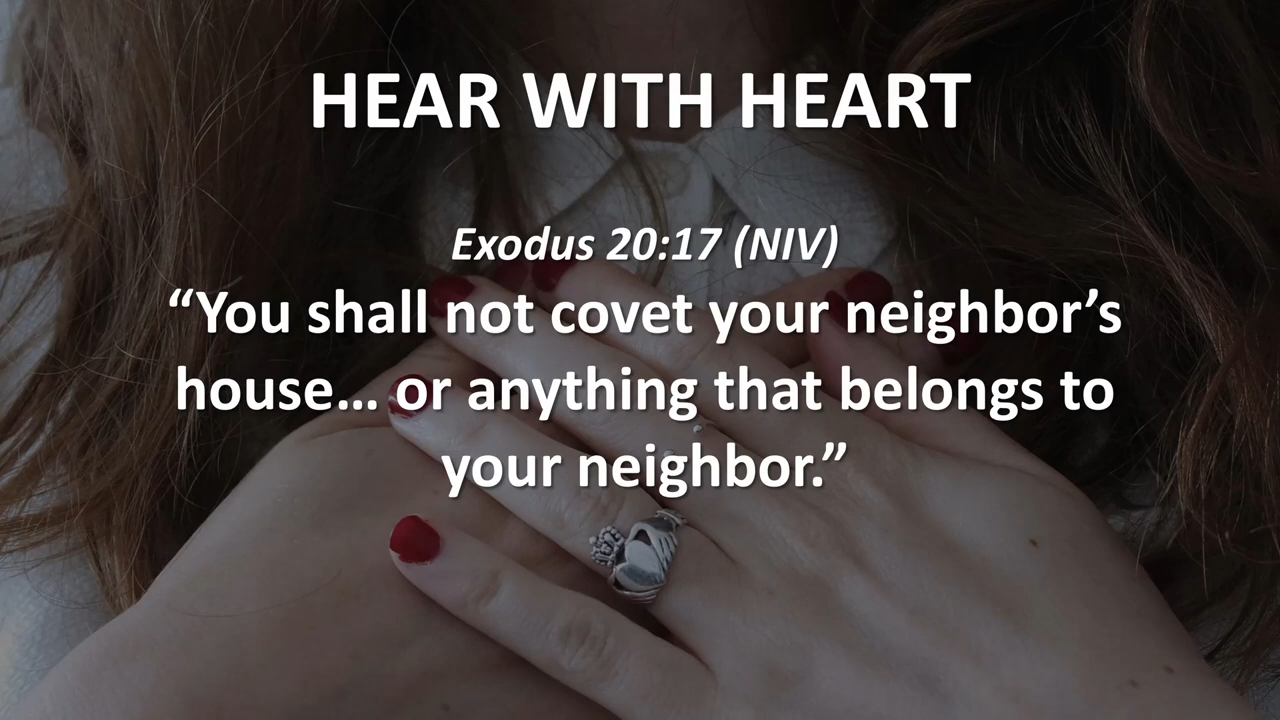 HEAR WITH HEART
Exodus 20:17 (NIV)
“You shall not covet your neighbor’s
house… or anything that belongs to
your neighbor.”